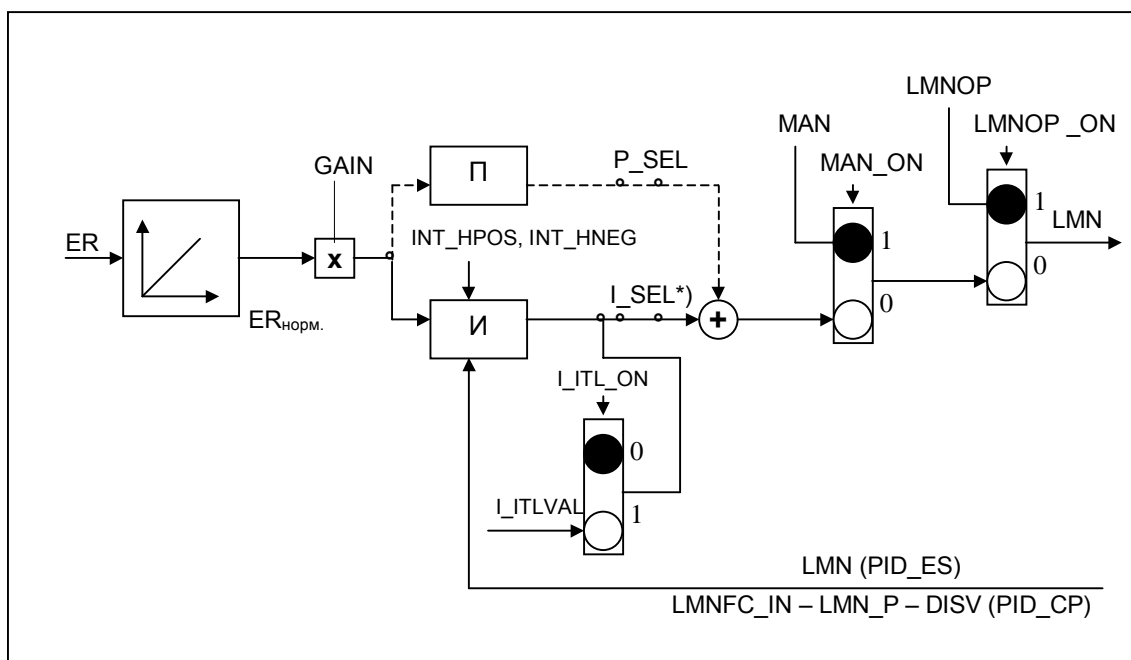 LMNOP
MAN
LMNOP _ON
GAIN
П
P_SEL
MAN_ON
1
LMN
0
ER
x
INT_HPOS, INT_HNEG
1
0
ERнорм.
И
I_SEL*)
+
I_ITL_ON
0
I_ITLVAL
1
LMN (PID_ES)
LMNFC_IN – LMN_P – DISV (PID_CP)